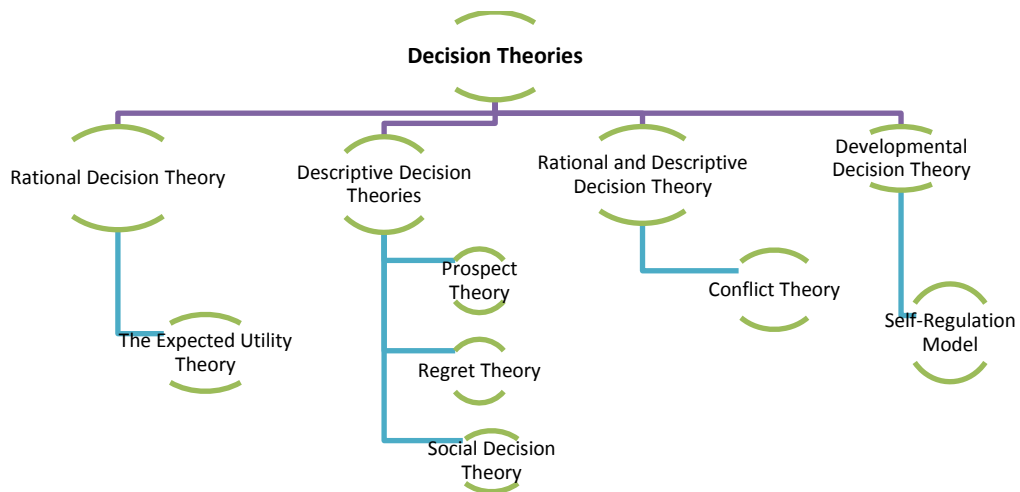 Decision Theories
Rational Decision Theory
Descriptive Decision
Theories
Rational and Descriptive
Decision Theory
Developmental
Decision Theory
The Expected Utility
Theory
Prospect
Theory
Regret Theory
Social Decision
Theory
Conflict Theory
Self-Regulation
Model